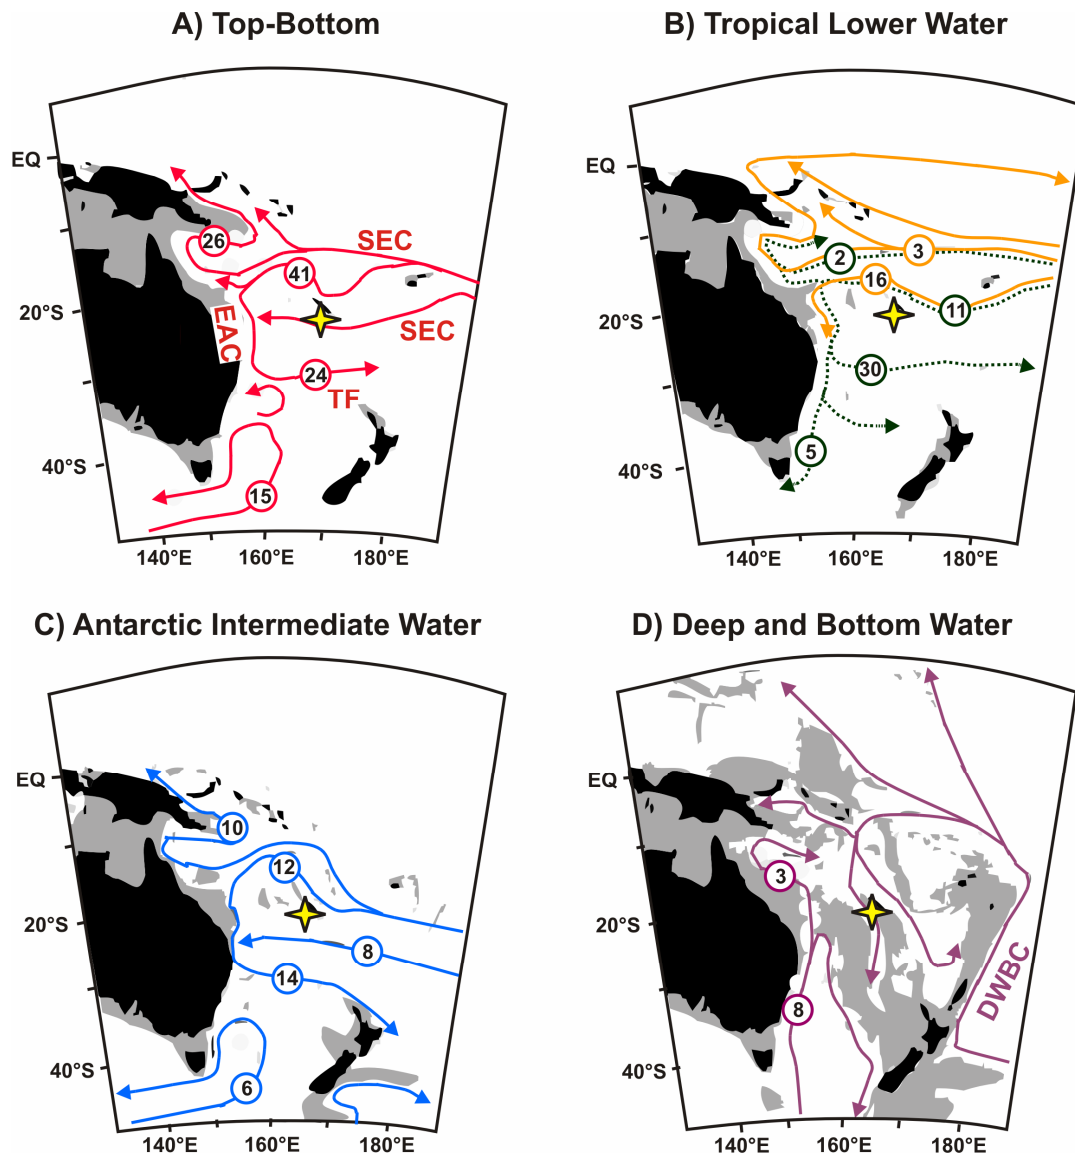 A) Top-Bottom
EQ
20°S
40°S
140°E 160°E 180°E
26
SEC
41
EAC
SEC
24
TF
15
B) Tropical Lower Water
EQ
20°S
40°S
140°E 160°E 180°E
2
3
16
11
30
5
C) Antarctic Intermediate Water
EQ
20°S
40°S
140°E 160°E 180°E
10
12
8
14
6
D) Deep and Bottom Water
EQ
20°S
40°S
140°E 160°E 180°E
3
8
DWBC